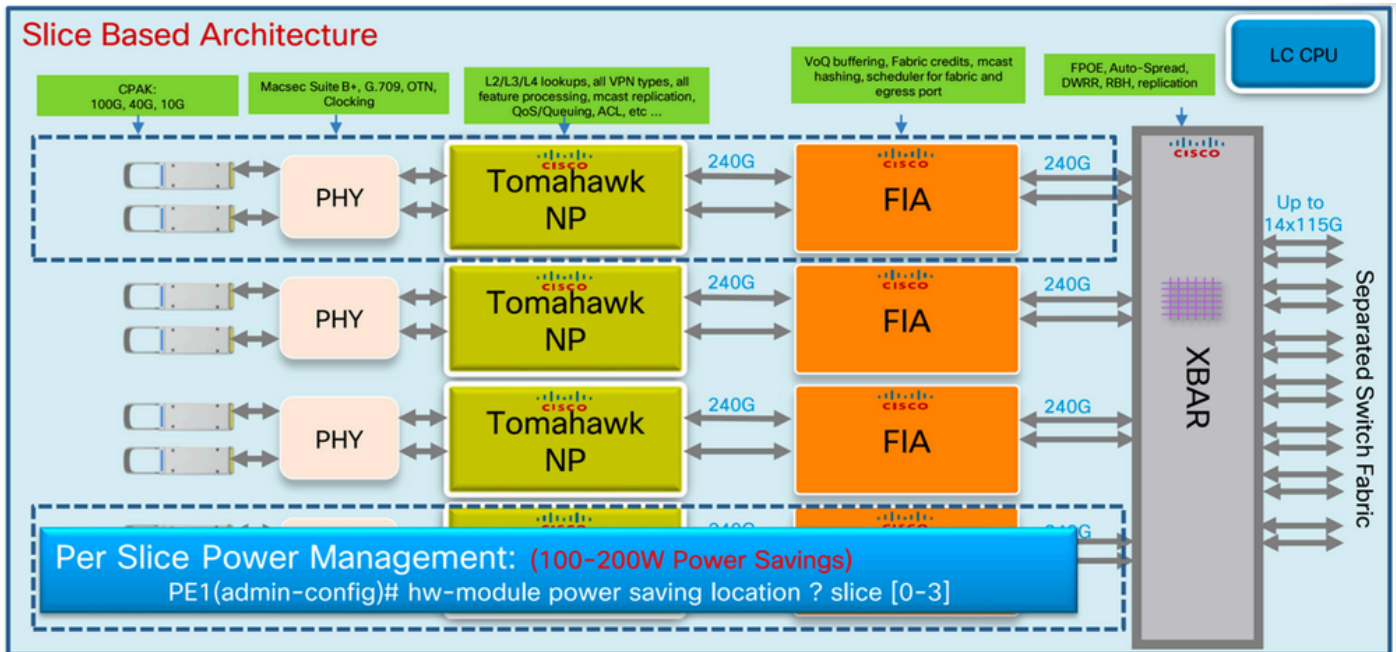 Slice Based Architecture
LC CPU
CPAK:
100G, 40G, 10G
Macsec Suite B+, G.709, OTN,
Clocking
L2/L3/L4 lookups, all VPN types, all
feature processing, mcast replication,
QoS/Queuing, ACL, etc ...
VoQ buffering, Fabric credits, mcast
hashing, scheduler for fabric and
egress port
FPOE, Auto-Spread,
DWRR, RBH, replication
PHY
CISCO
Tomahawk
NP
240G
CISCO
FIA
240G
PHY
CISCO
Tomahawk
NP
240G
CISCO
FIA
240G
PHY
CISCO
Tomahawk
NP
240G
CISCO
FIA
240G
CISCO
240G
CISCO
240G
CISCO
XBAR
Up to
14x115G
Separated Switch Fabric
Per Slice Power Management: (100-200W Power Savings)
PE1(admin-config)# hw-module power saving location ? slice [0-3]